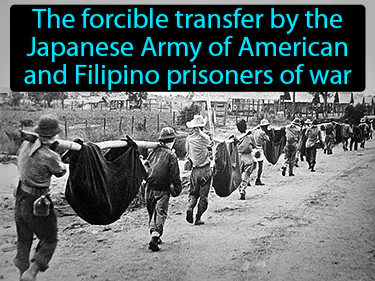 The forcible transfer by the
Japanese Army of American
and Filipino prisoners of war